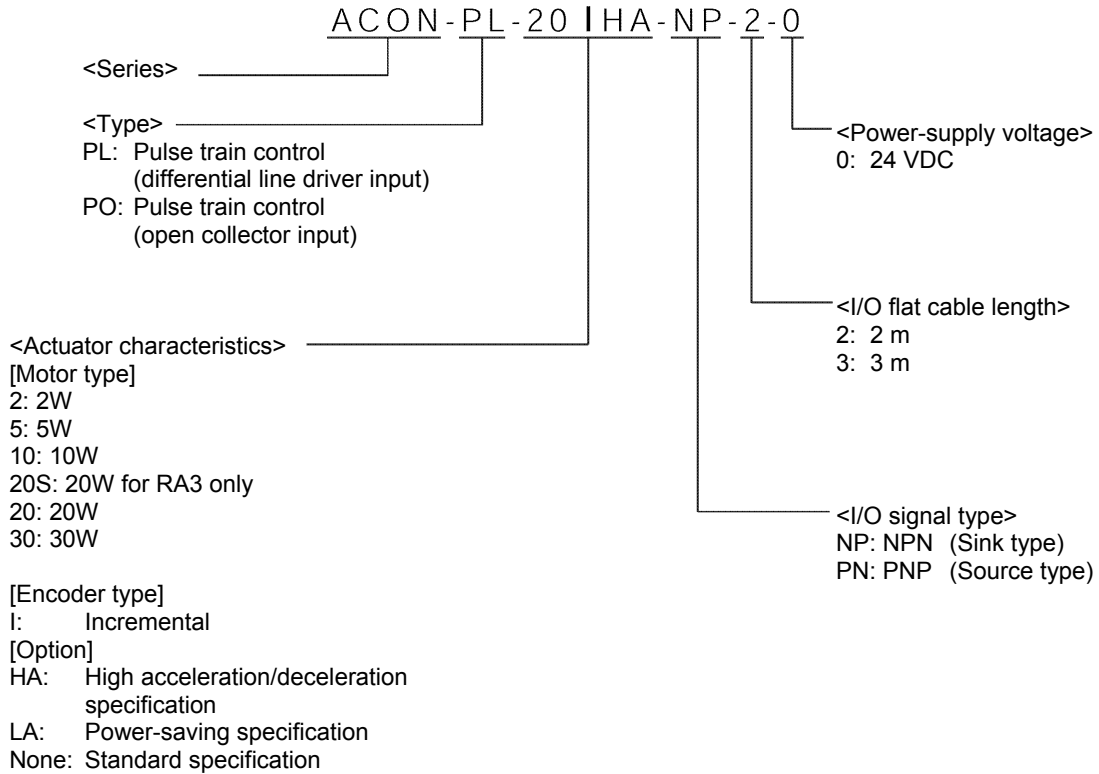 ACON-PL-20 I HA-NP-2-0
<Series>
<Type>
PL: Pulse train control
(differential line driver input)
PO: Pulse train control
(open collector input)
<Power-supply voltage>
0: 24 VDC
<I/O flat cable length>
2: 2 m
3: 3 m
<Actuator characteristics>
[Motor type]
2: 2W
5: 5W
10: 10W
20S: 20W for RA3 only
20: 20W
30: 30W
<I/O signal type>
NP: NPN (Sink type)
PN: PNP (Source type)
[Encoder type]
I: Incremental
[Option]
HA: High acceleration/deceleration
specification
LA: Power-saving specification
None: Standard specification